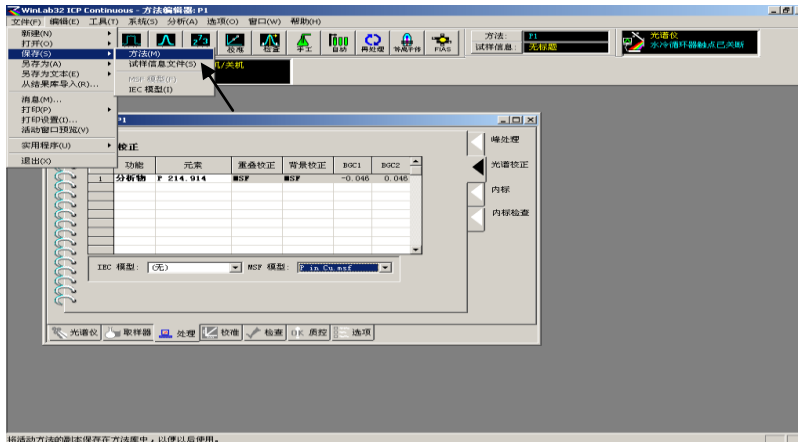 WinLab32 ICP Continuous - 方法编辑器: P1
文件(F) 编辑(E) 工具(T) 系统(S) 分析(A) 选项(O) 窗口(W) 帮助(H)
新建(N)
打开(O)
保存(S)
另存为(A)
另存为文本(E)
从结果库导入(R)...
消息(M)...
打印(P)
打印设置(I)...
活动窗口预览(V)
实用程序(U)
退出(X)
方法(M)
试样信息文件(S)
MSF 模型(F)
IEC 模型(I)
校准 检查 手工 自动 再处理 等离子体 FIAS
方法: P1
试样信息: 无标题
光谱仪
水冷循环器触点已关断
/关机
P1
校正
功能 元素 重叠校正 背景校正 BGC1 BGC2
1 分析物 P 214.914 MSF MSF -0.046 0.046
IEC 模型: (无) MSF 模型: P in Cu.msf
峰处理
光谱校正
内标
内标检查
光谱仪 取样器 处理 校准 检查 OK 质控 选项
将活动方法的副本保存在方法库中，以便以后使用。